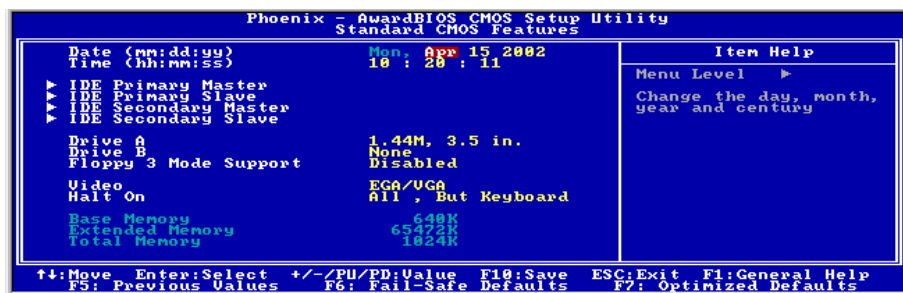 Phoenix - AwardBIOS CMOS Setup Utility
Standard CMOS Features
Date (mm:dd:yy) Mon, Apr 15 2002
Time (hh:mm:ss) 10 : 20 : 11
▶ IDE Primary Master
▶ IDE Primary Slave
▶ IDE Secondary Master
▶ IDE Secondary Slave
Drive A 1.44M, 3.5 in.
Drive B None
Floppy 3 Mode Support Disabled
Video EGA/VGA
Halt On All , But Keyboard
Base Memory 640K
Extended Memory 65472K
Total Memory 1024K
Item Help
Menu Level ▶
Change the day, month,
year and century
↑↓:Move Enter:Select +/-/PU/PD:Value F10:Save ESC:Exit F1:General Help
F5: Previous Values F6: Fail-Safe Defaults F7: Optimized Defaults